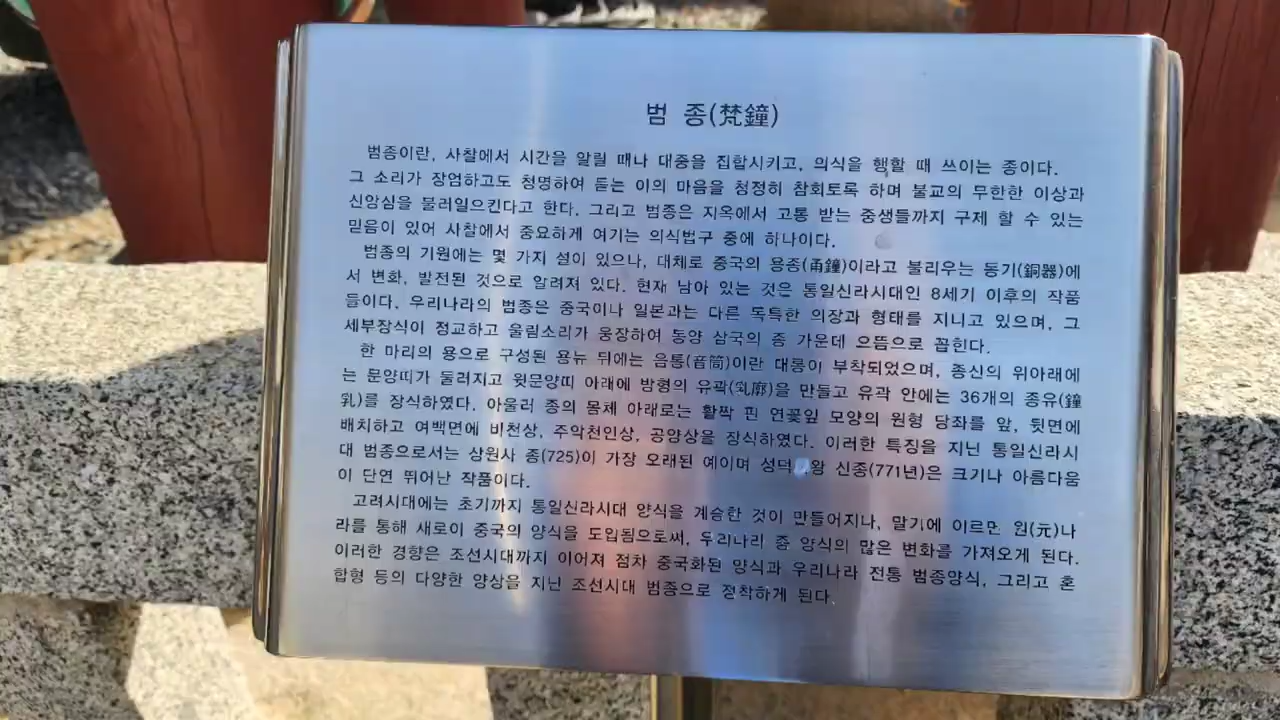 범 종(梵鐘)
범종이란, 사찰에서 시간을 알릴 때나 대중을 집합시키고, 의식을 행할 때 쓰이는 종이다.
그 소리가 장엄하고도 청명하여 듣는 이의 마음을 청정히 참회토록 하며 불교의 무한한 이상과
신앙심을 불러일으킨다고 한다. 그리고 범종은 지옥에서 고통 받는 중생들까지 구제 할 수 있는
믿음이 있어 사찰에서 중요하게 여기는 의식법구 중에 하나이다.
범종의 기원에는 몇 가지 설이 있으나, 대체로 중국의 용종(甬鐘)이라고 불리우는 동기(銅器)에
서 변화, 발전된 것으로 알려져 있다. 현재 남아 있는 것은 통일신라시대인 8세기 이후의 작품
들이다. 우리나라의 범종은 중국이나 일본과는 다른 독특한 의장과 형태를 지니고 있으며, 그
세부장식이 정교하고 울림소리가 웅장하여 동양 삼국의 종 가운데 으뜸으로 꼽힌다.
한 마리의 용으로 구성된 용뉴 뒤에는 음통(音筒)이란 대롱이 부착되었으며, 종신의 위아래에
는 문양띠가 둘러지고 윗문양띠 아래에 방형의 유곽(乳廓)을 만들고 유곽 안에는 36개의 종유(鐘
乳)를 장식하였다. 아울러 종의 몸체 아래로는 활짝 핀 연꽃잎 모양의 원형 당좌를 앞, 뒷면에
배치하고 여백면에 비천상, 주악천인상, 공양상을 장식하였다. 이러한 특징을 지닌 통일신라시
대 범종으로서는 상원사 종(725)이 가장 오래된 예이며 성덕 왕 신종(771년)은 크기나 아름다움
이 단연 뛰어난 작품이다.
고려시대에는 초기까지 통일신라시대 양식을 계승한 것이 만들어지나, 말기에 이르면 원(元)나
라를 통해 새로이 중국의 양식을 도입됨으로써, 우리나리 종 양식의 많은 변화를 가져오게 된다.
이러한 경향은 조선시대까지 이어져 점차 중국화된 양식과 우리나라 전통 범종양식, 그리고 혼
합형 등의 다양한 양상을 지닌 조선시대 범종으로 정착하게 된다.